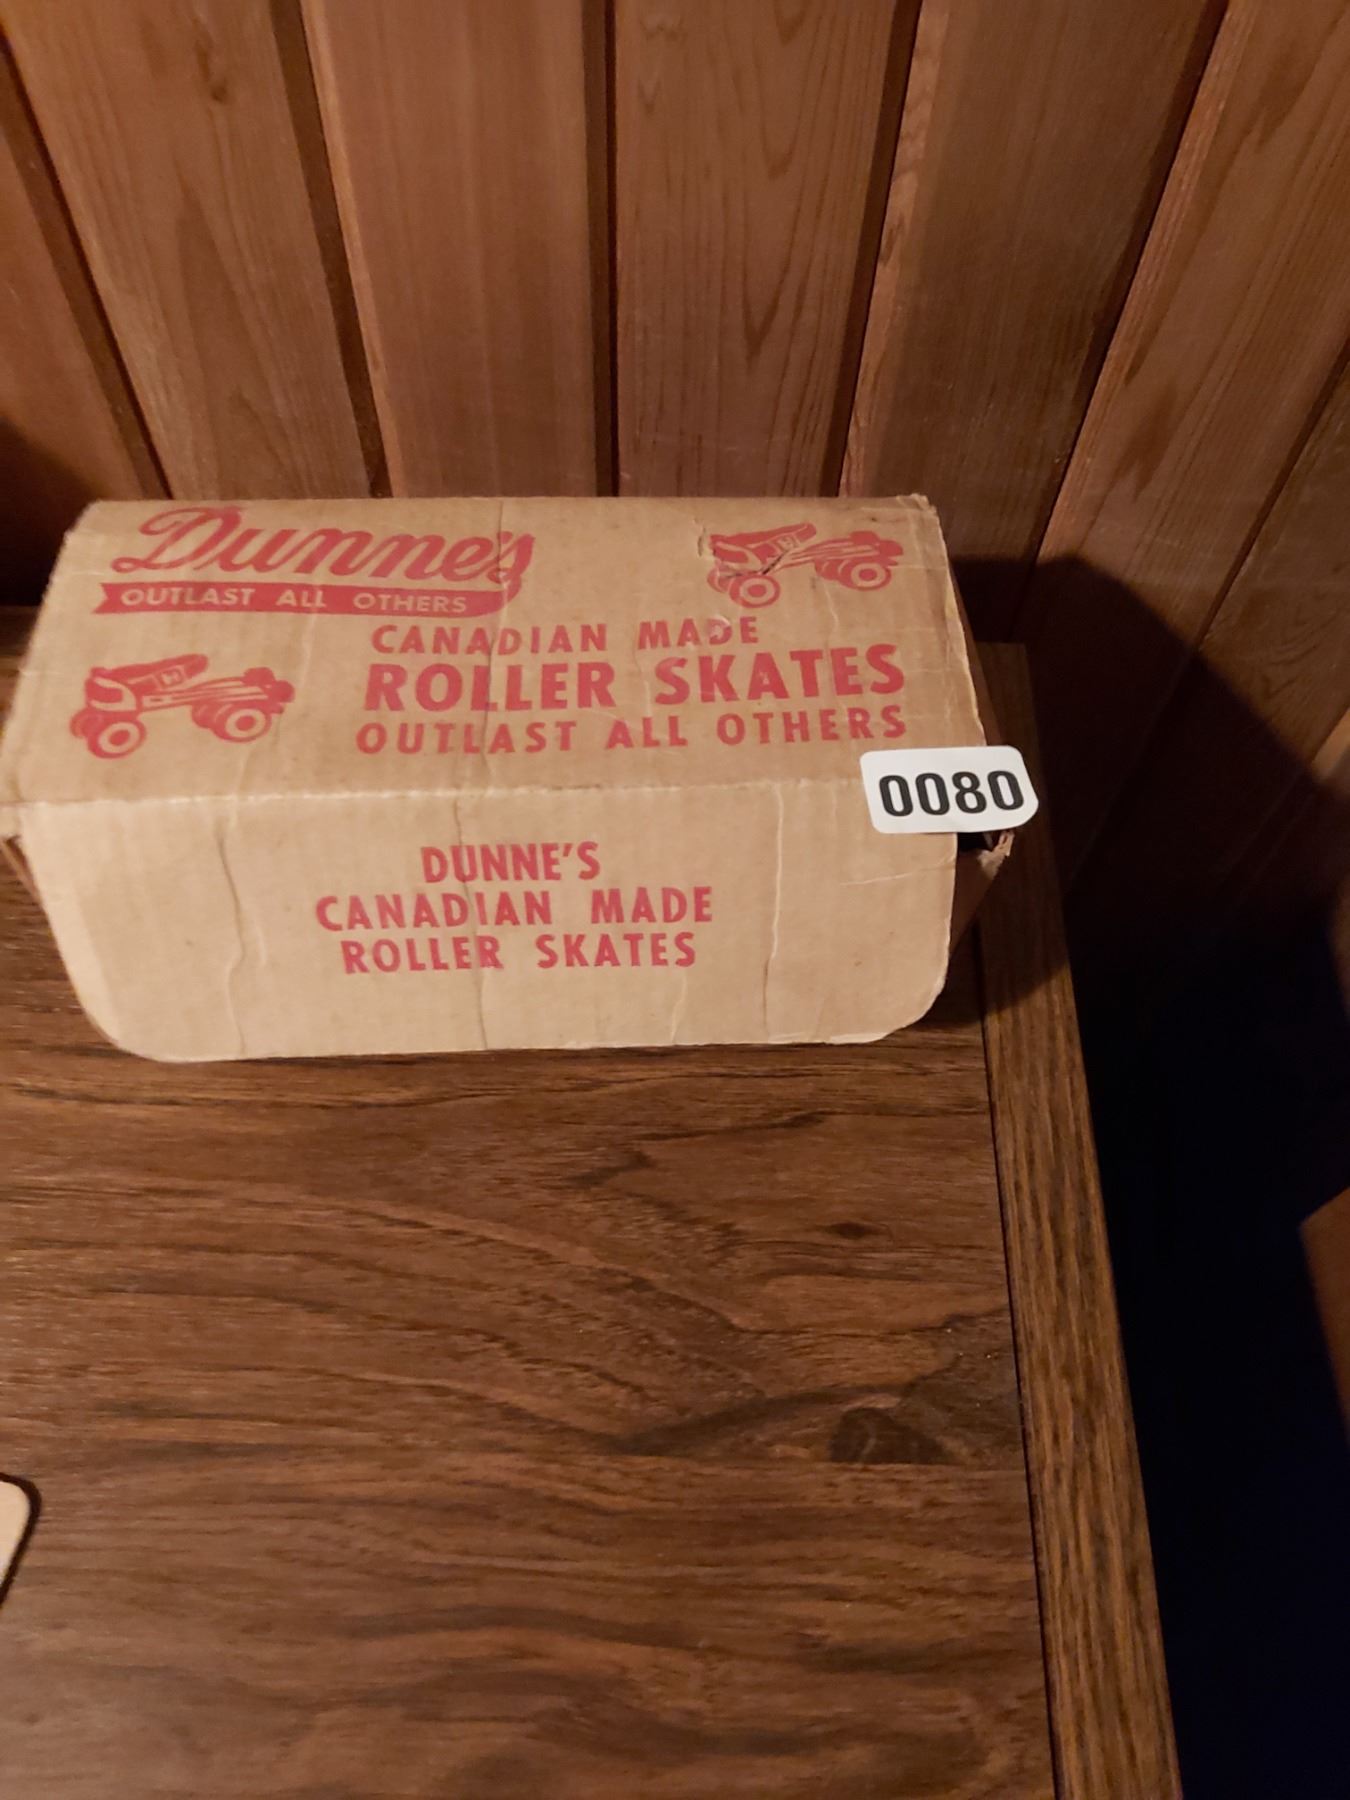 Dunne's
OUTLAST ALL OTHERS
CANADIAN MADE
ROLLER SKATES
OUTLAST ALL OTHERS
0080
DUNNE'S
CANADIAN MADE
ROLLER SKATES